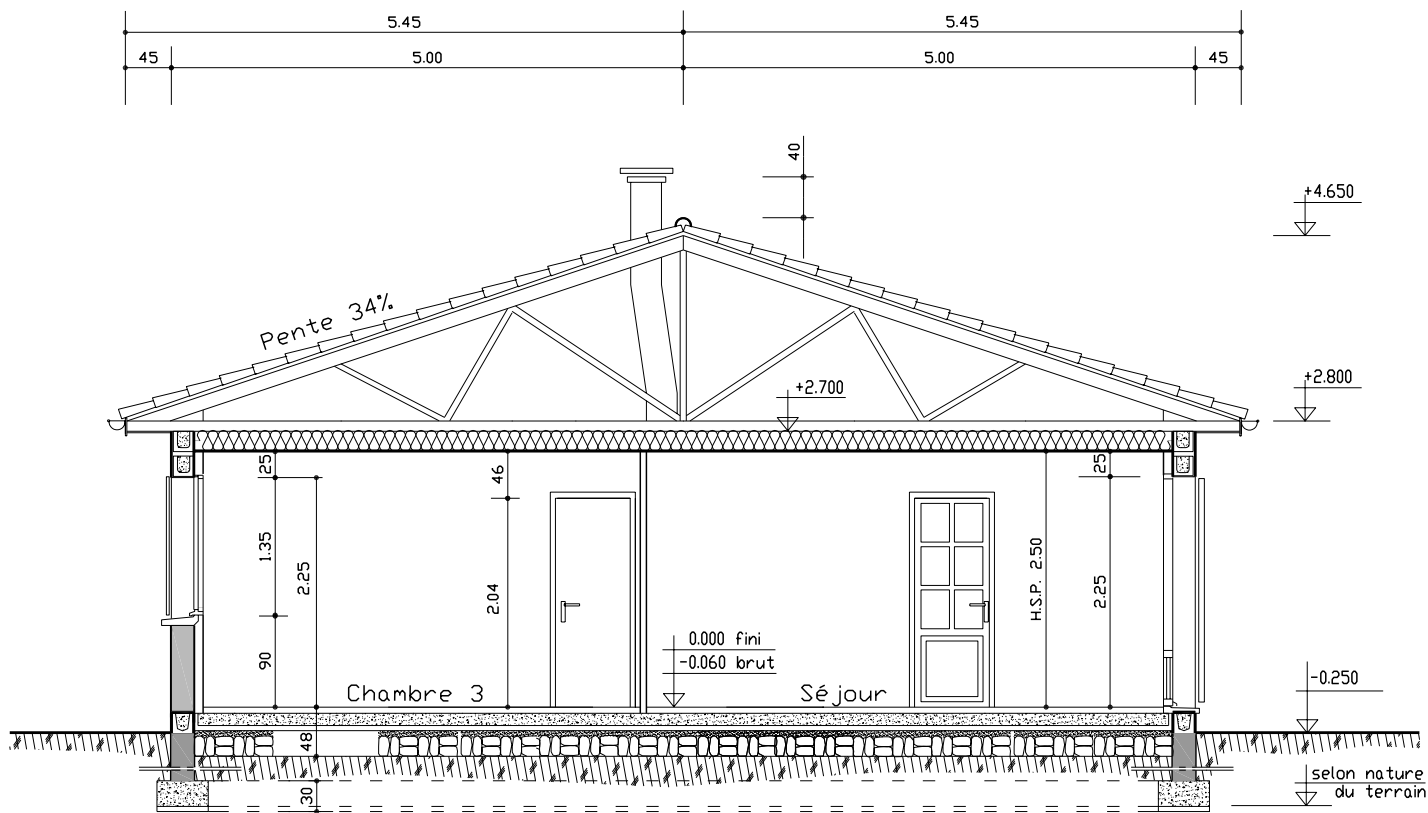 5.45
5.45
45
5.00
5.00
45
40
+4.650
Pente 34%
+2.700
+2.800
25
46
25
1.35
2.25
2.04
H.S.P. 2.50
2.25
90
0.000 fini
-0.060 brut
Chambre 3
Séjour
-0.250
48
30
selon nature
du terrain